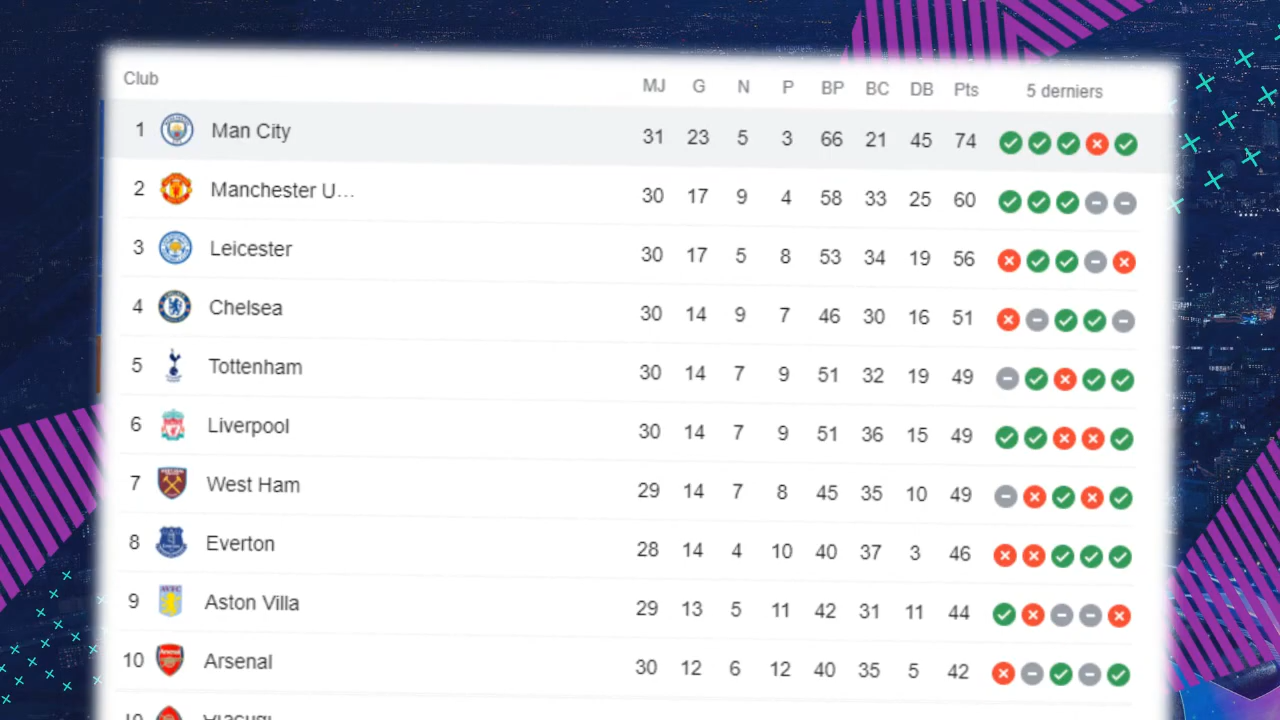 Club MJ G N P BP BC DB Pts 5 derniers
1 Man City 31 23 5 3 66 21 45 74
2 Manchester U... 30 17 9 4 58 33 25 60
3 Leicester 30 17 5 8 53 34 19 56
4 Chelsea 30 14 9 7 46 30 16 51
5 Tottenham 30 14 7 9 51 32 19 49
6 Liverpool 30 14 7 9 51 36 15 49
7 West Ham 29 14 7 8 45 35 10 49
8 Everton 28 14 4 10 40 37 3 46
9 Aston Villa 29 13 5 11 42 31 11 44
10 Arsenal 30 12 6 12 40 35 5 42